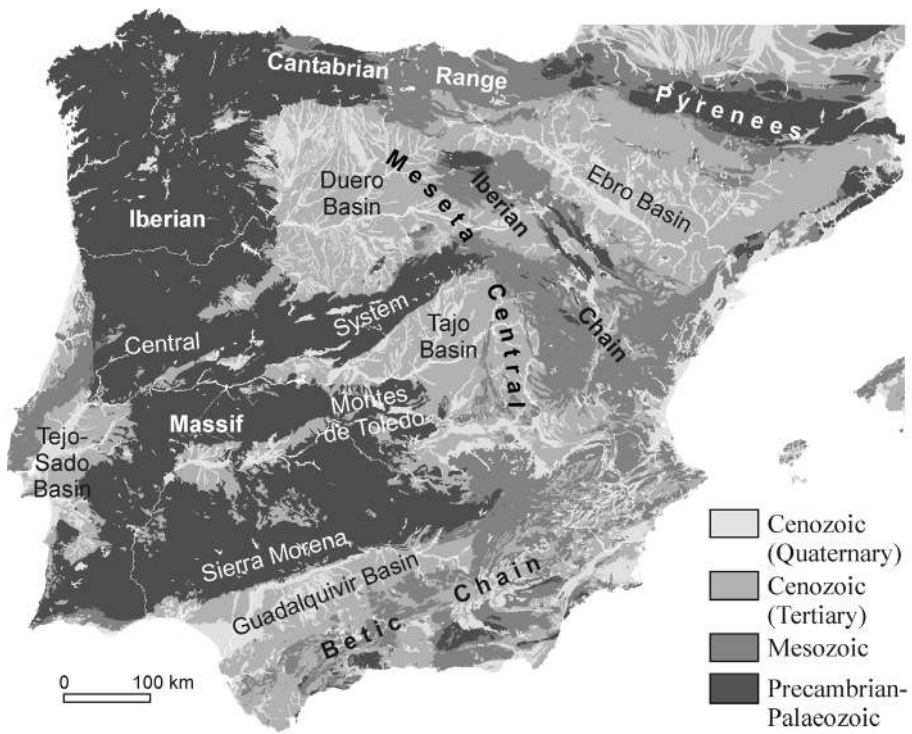 Cantabrian Range
Pyrenees
Meseta
Duero
Basin
Iberian
Ebro Basin
Iberian
System
Central
Tajo
Basin
Central
Chain
Montes
de Toledo
Massif
Tejo-
Sado
Basin
Sierra Morena
Guadalquivir Basin
Betic Chain
Cenozoic
(Quaternary)
Cenozoic
(Tertiary)
Mesozoic
Precambrian-
Palaeozoic
0 100 km